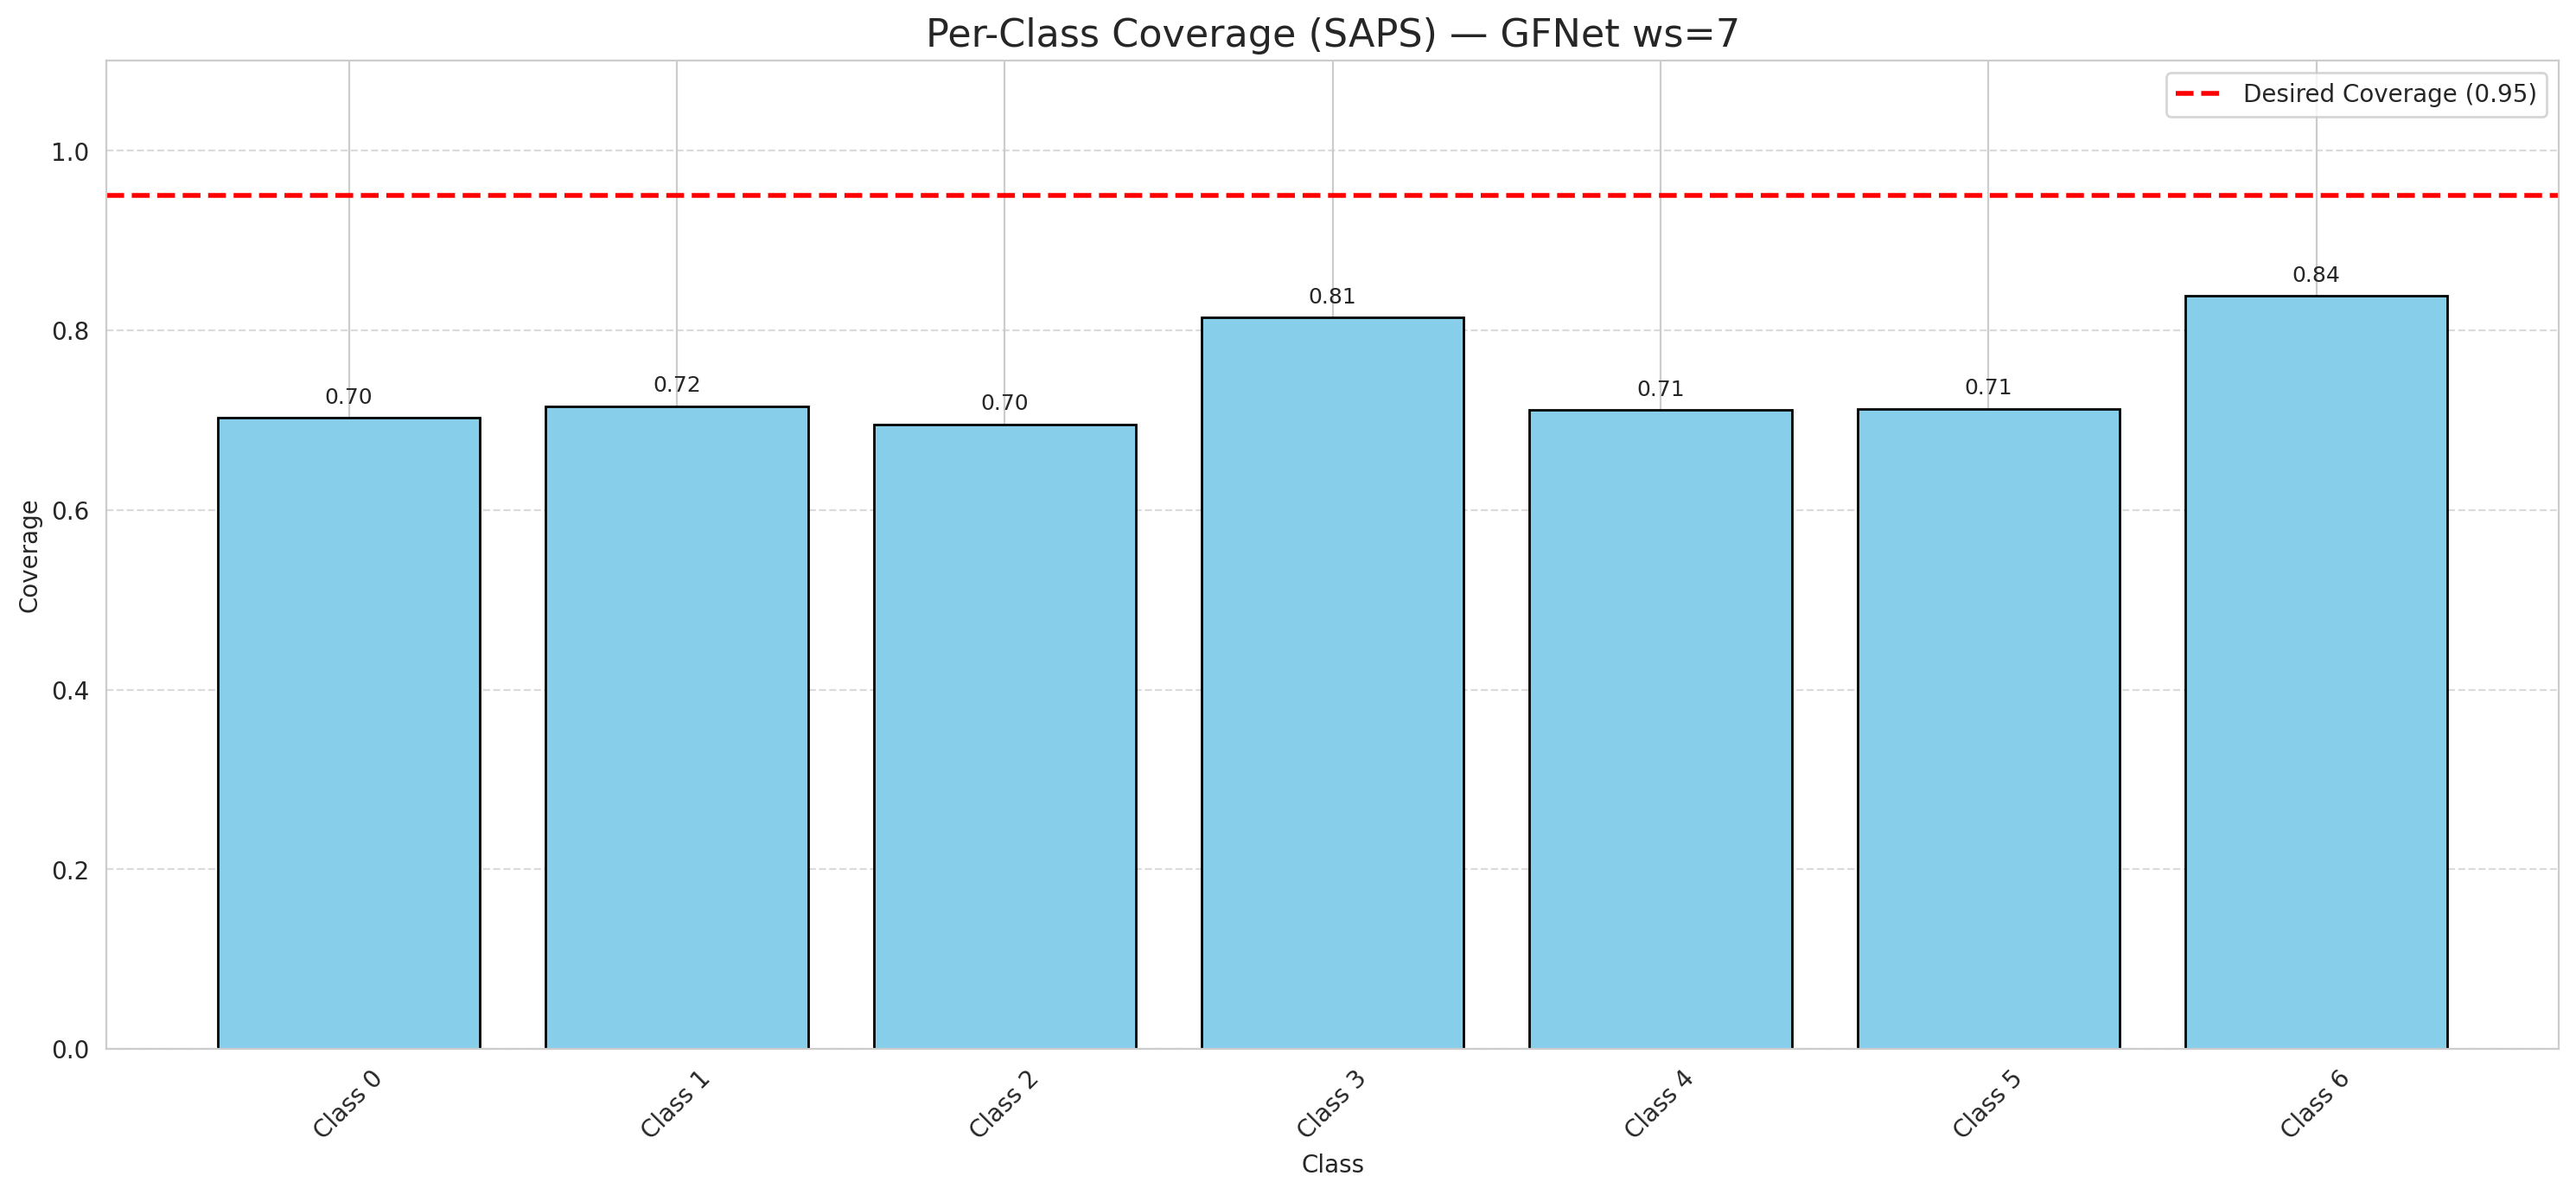 Per-Class Coverage (SAPS) — GFNet ws=7
Desired Coverage (0.95)
1.0
0.8
0.6
0.4
0.2
0.0
Coverage
0.70
0.72
0.70
0.81
0.71
0.71
0.84
Class 0
Class 1
Class 2
Class 3
Class 4
Class 5
Class 6
Class